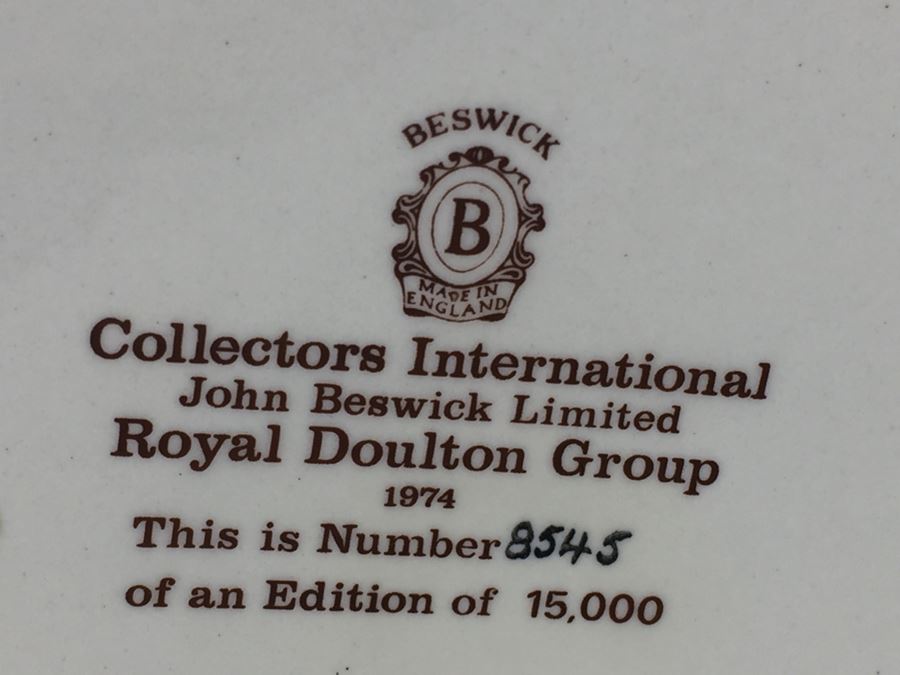 BESWICK
B
MADE IN
ENGLAND
Collectors International
John Beswick Limited
Royal Doulton Group
1974
This is Number 8545
of an Edition of 15,000